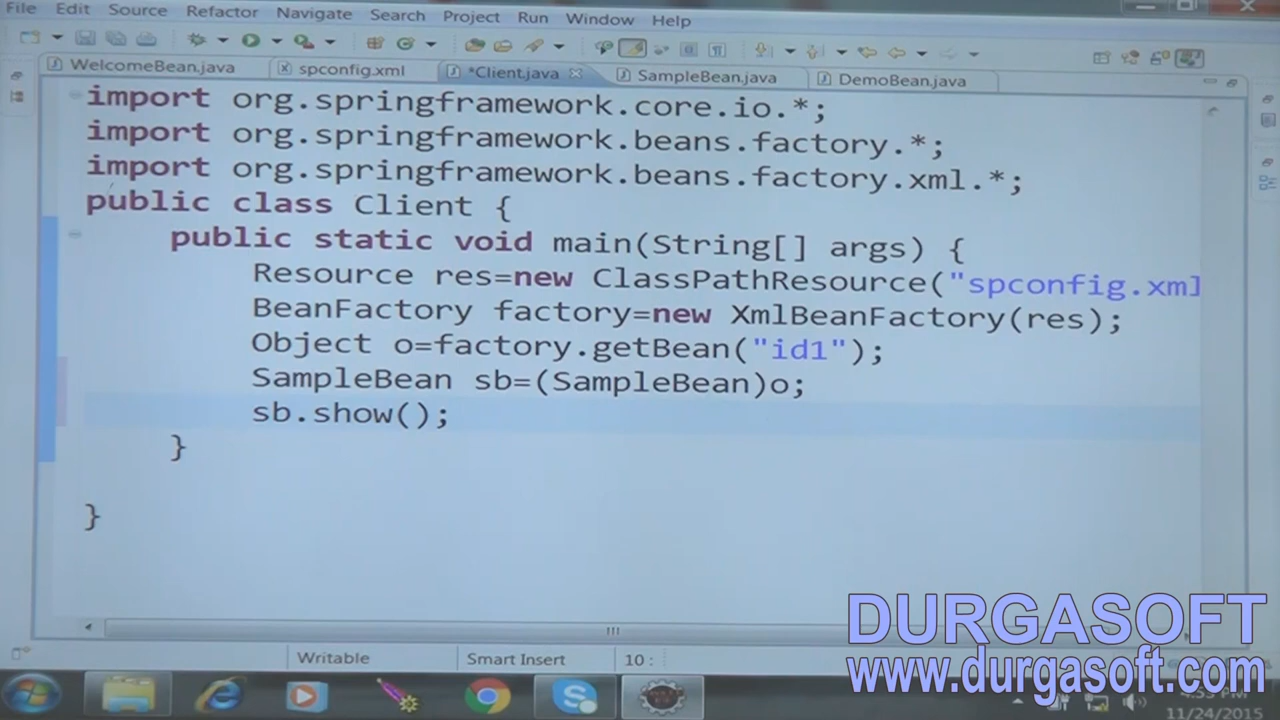 File Edit Source Refactor Navigate Search Project Run Window Help
WelcomeBean.java spconfig.xml *Client.java SampleBean.java DemoBean.java
import org.springframework.core.io.*;
import org.springframework.beans.factory.*;
import org.springframework.beans.factory.xml.*;
public class Client {
public static void main(String[] args) {
Resource res=new ClassPathResource("spconfig.xml
BeanFactory factory=new XmlBeanFactory(res);
Object o=factory.getBean("id1");
SampleBean sb=(SampleBean)o;
sb.show();
}
}
DURGASOFT
www.durgasoft.com
Writable Smart Insert 10 :
11/24/2015